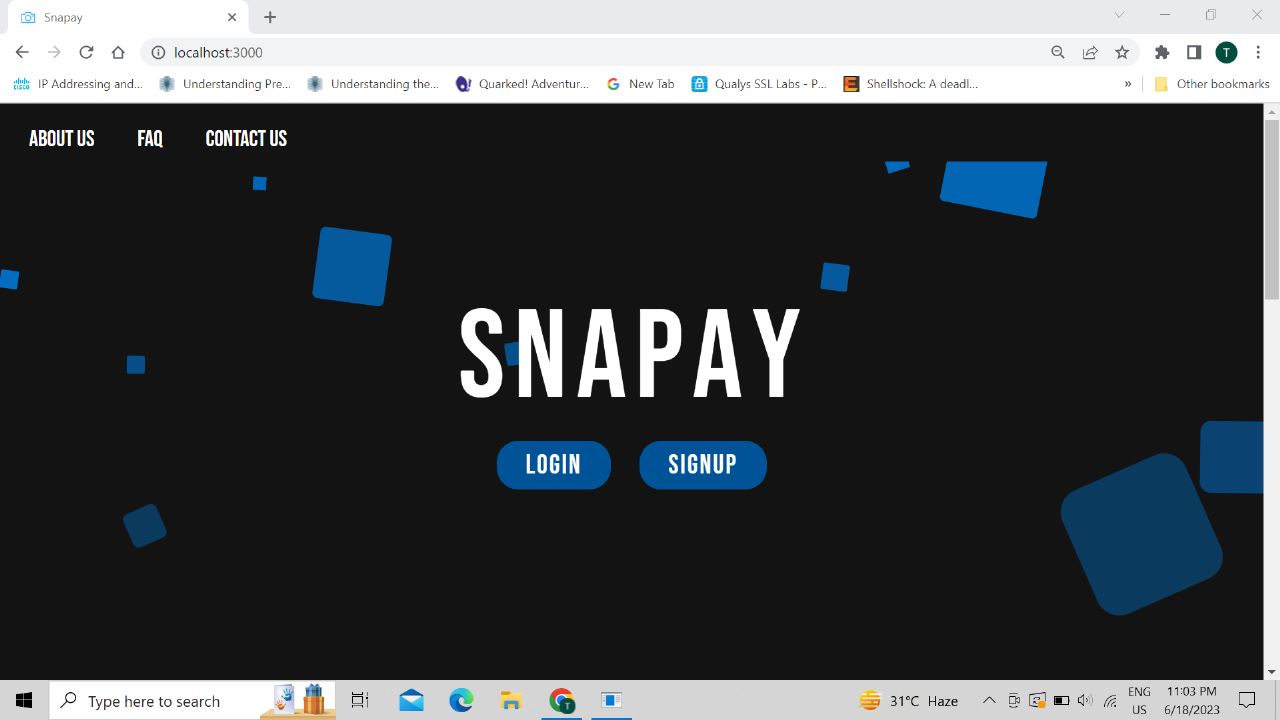 Snapay
localhost:3000
T
CISCO IP Addressing and... Understanding Pre... Understanding the ... Quarked! Adventu... New Tab Qualys SSL Labs - P... Shellshock: A deadl... » Other bookmarks
ABOUT US FAQ CONTACT US
SNAPAY
LOGIN SIGNUP
Type here to search T 31°C Haze ENG 11:03 PM
US 6/18/2023